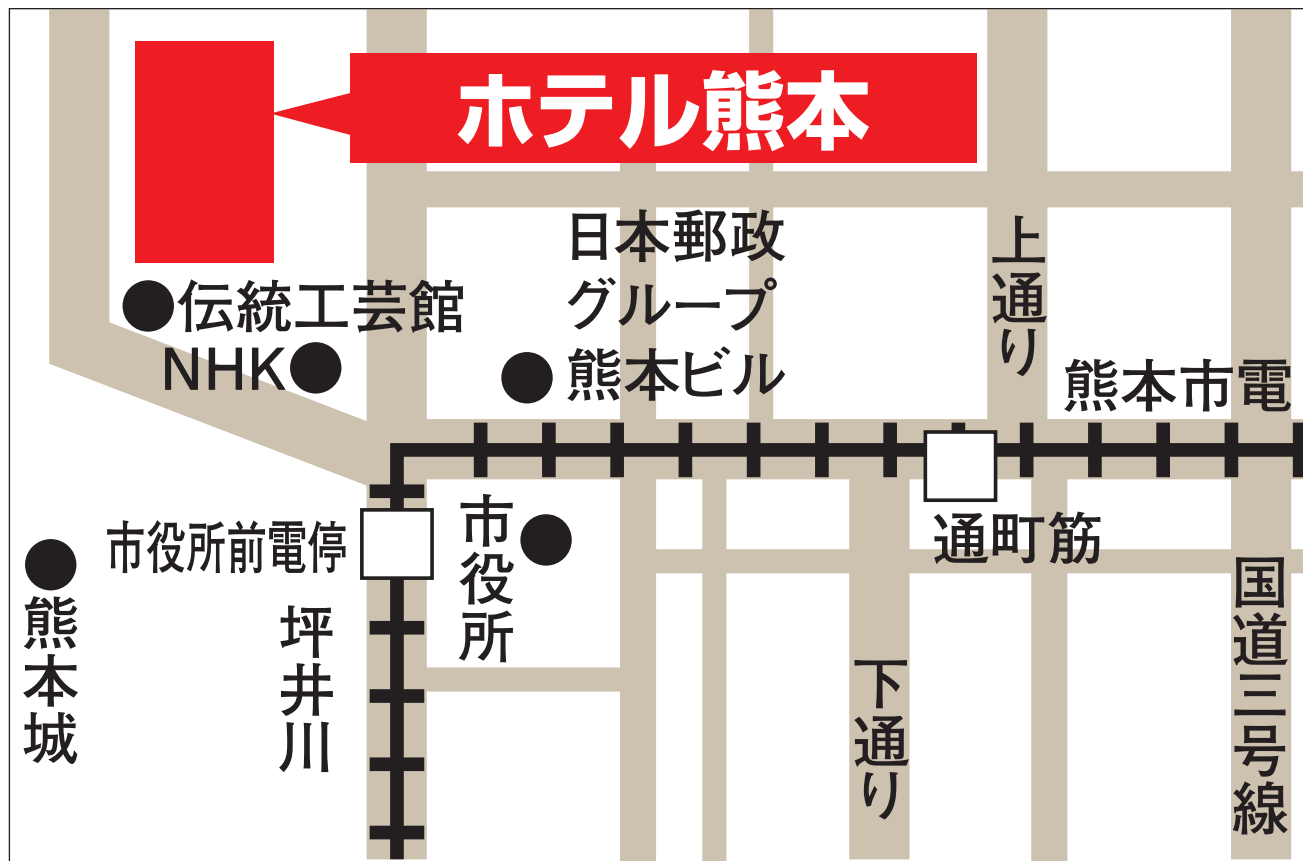 ホテル熊本
伝統工芸館
NHK
日本郵政
グループ
熊本ビル
上通り
熊本市電
市役所前電停
市役所
通町筋
熊本城
坪井川
下通り
国道三号線